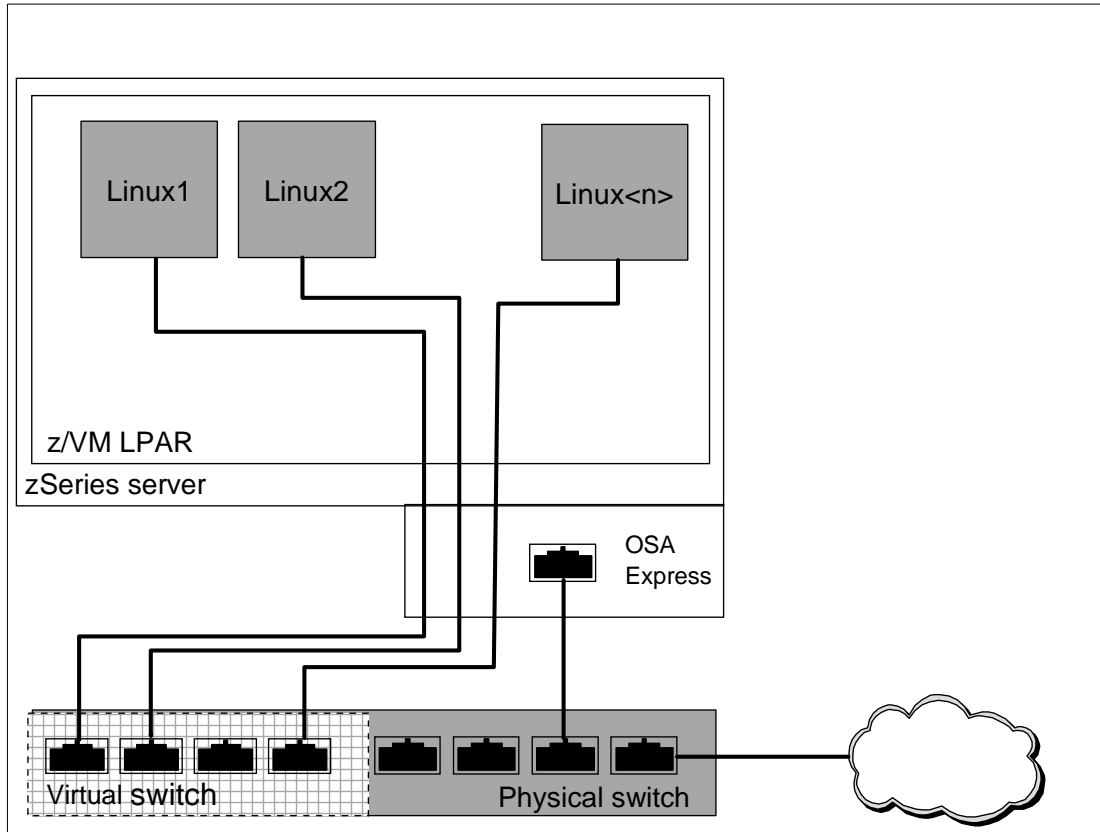 Linux1
Linux2
Linux<n>
z/VM LPAR
zSeries server
OSA
Express
Virtual switch
Physical switch